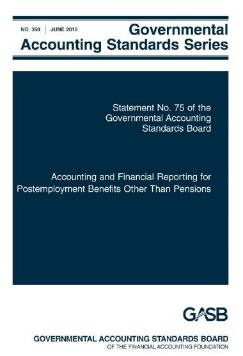 NO. 350 | JUNE 2015
Governmental
Accounting Standards Series
Statement No. 75 of the
Governmental Accounting
Standards Board
Accounting and Financial Reporting for
Postemployment Benefits Other Than Pensions
GASB
GOVERNMENTAL ACCOUNTING STANDARDS BOARD
OF THE FINANCIAL ACCOUNTING FOUNDATION